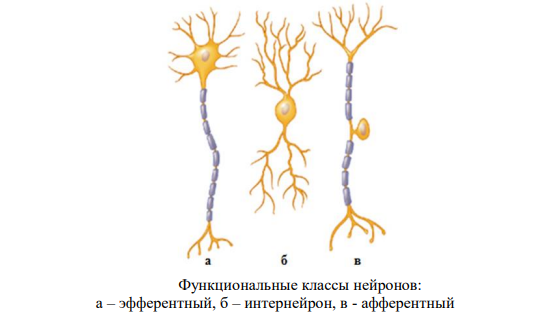 а б в
Функциональные классы нейронов:
а – эфферентный, б – интернейрон, в - афферентный